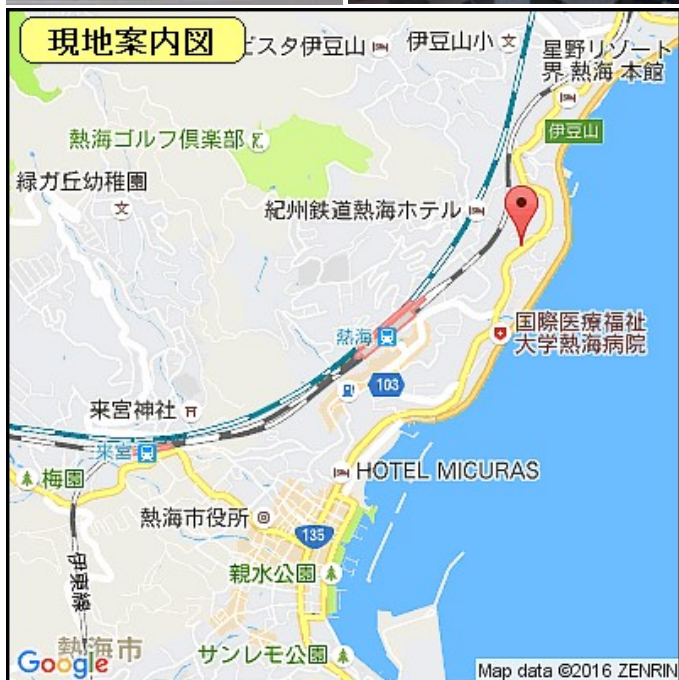 現地案内図
ビスタ伊豆山
伊豆山小
星野リゾート
界 熱海 本館
熱海ゴルフ倶楽部
伊豆山
緑ガ丘幼稚園
紀州鉄道熱海ホテル
熱海
国際医療福祉
大学熱海病院
103
来宮神社
来宮
梅園
HOTEL MICURAS
熱海市役所
135
伊東線
親水公園
熱海市
サンレモ公園
Google
Map data ©2016 ZENRIN